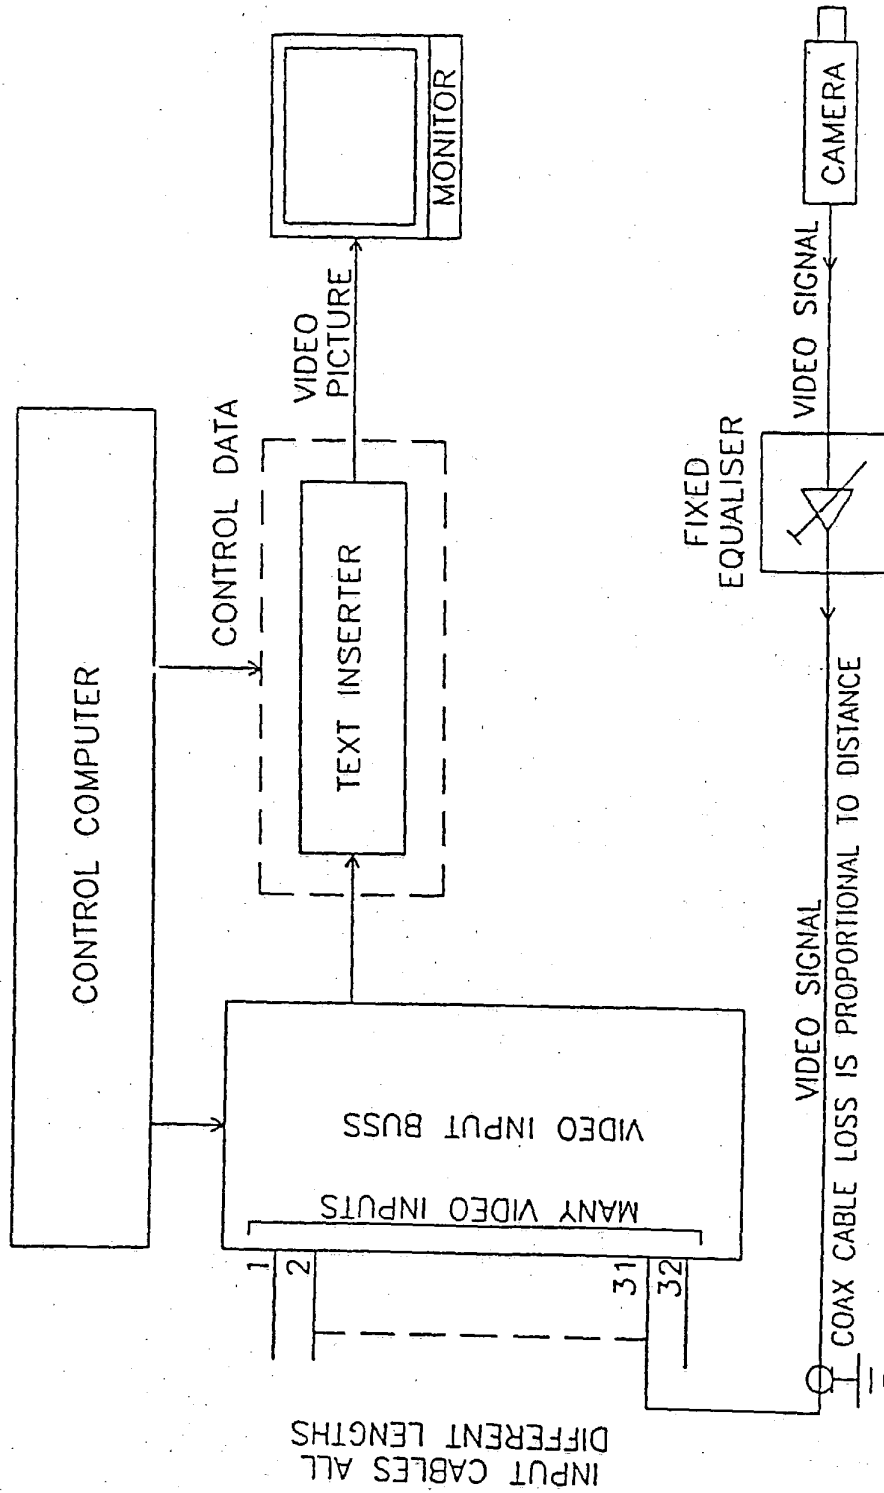 CONTROL COMPUTER
CONTROL DATA
INPUT CABLES ALL
DIFFERENT LENGTHS
1
2
31
32
MANY VIDEO INPUTS
VIDEO INPUT BUSS
TEXT INSERTER
VIDEO
PICTURE
MONITOR
FIXED
EQUALISER
VIDEO SIGNAL
VIDEO SIGNAL
CAMERA
COAX CABLE LOSS IS PROPORTIONAL TO DISTANCE